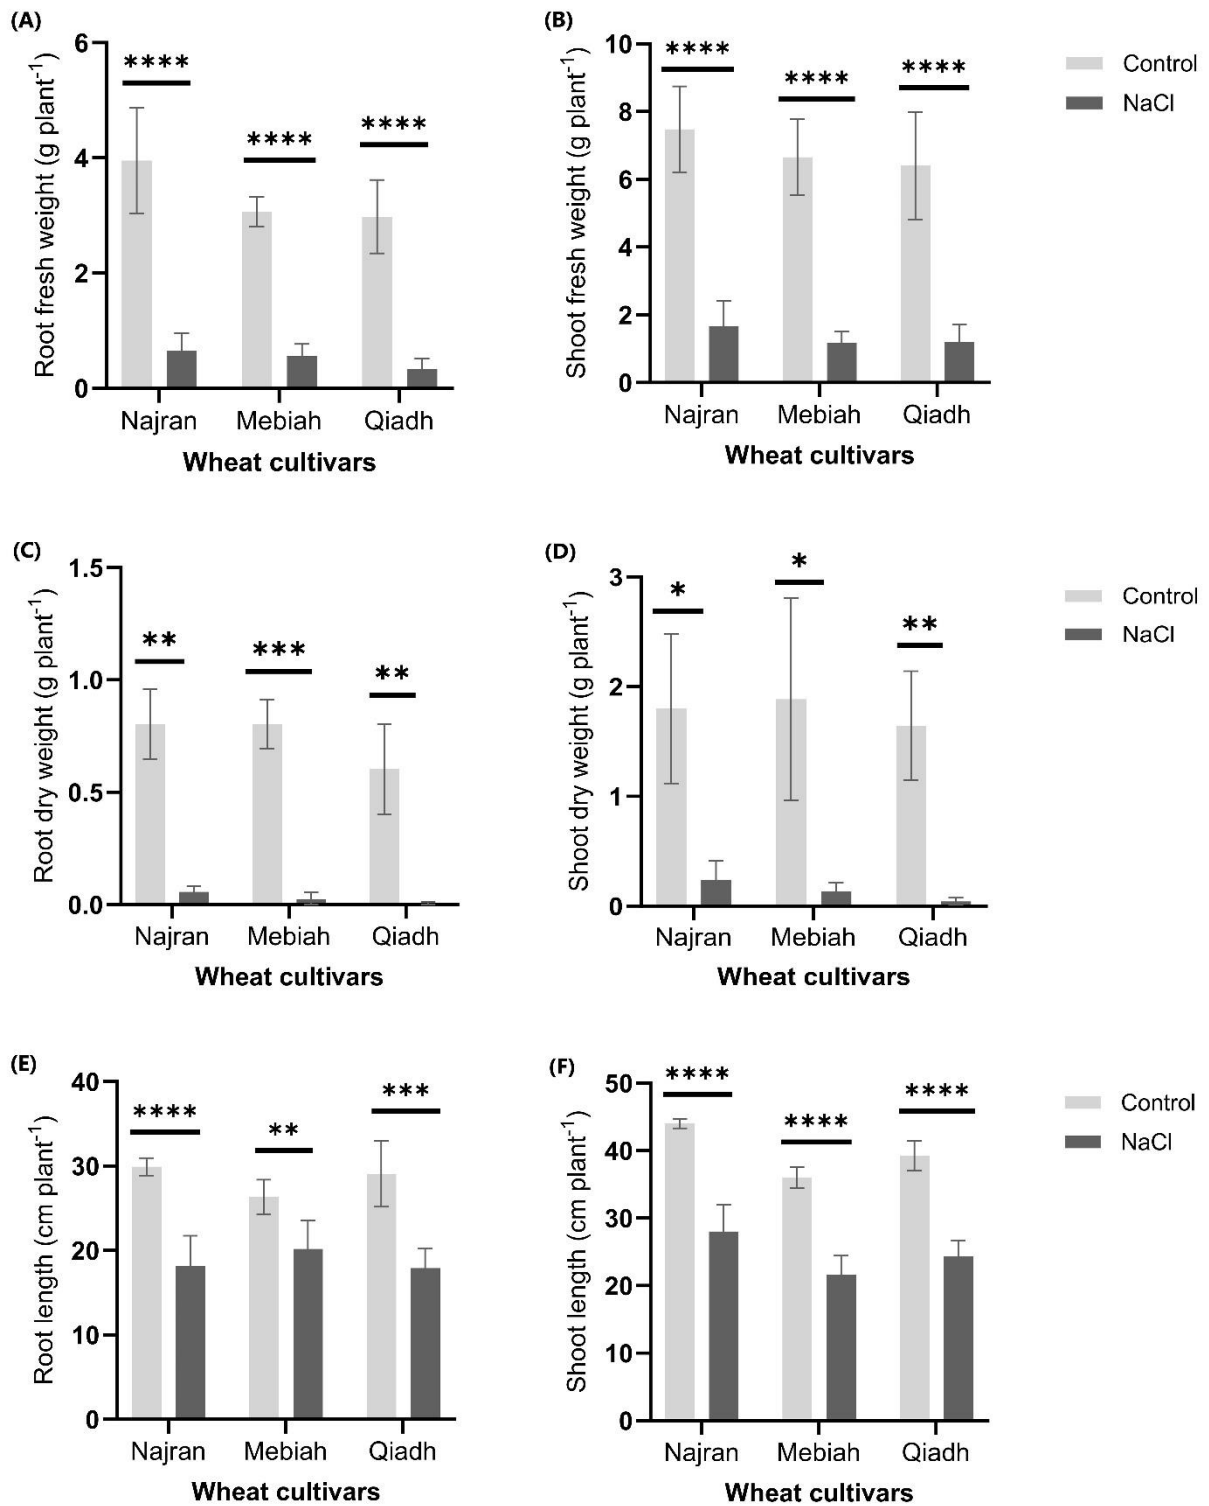 (A)
Root fresh weight (g plant⁻¹)
6
4
2
0
****
****
****
Najran Mebiah Qiadh
Wheat cultivars
(B)
Shoot fresh weight (g plant⁻¹)
10
8
6
4
2
0
****
****
****
Najran Mebiah Qiadh
Wheat cultivars
Control
NaCl
(C)
Root dry weight (g plant⁻¹)
1.5
1.0
0.5
0.0
**
***
**
Najran Mebiah Qiadh
Wheat cultivars
(D)
Shoot dry weight (g plant⁻¹)
3
2
1
0
*
*
**
Najran Mebiah Qiadh
Wheat cultivars
Control
NaCl
(E)
Root length (cm plant⁻¹)
40
30
20
10
0
****
**
***
Najran Mebiah Qiadh
Wheat cultivars
(F)
Shoot length (cm plant⁻¹)
50
40
30
20
10
0
****
****
****
Najran Mebiah Qiadh
Wheat cultivars
Control
NaCl